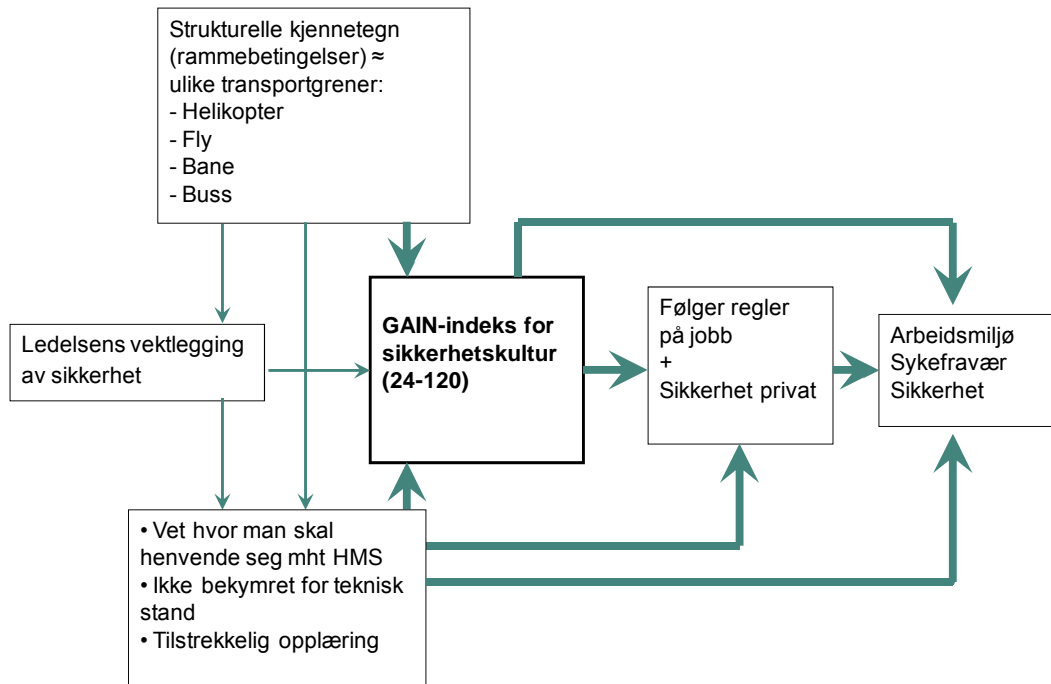 Strukturelle kjennetegn
(rammebetingelser) ≈
ulike transportgrener:
- Helikopter
- Fly
- Bane
- Buss
Ledelsens vektlegging
av sikkerhet
GAIN-indeks for
sikkerhetskultur
(24-120)
Følger regler
på jobb
+
Sikkerhet privat
Arbeidsmiljø
Sykefravær
Sikkerhet
• Vet hvor man skal
henvende seg mht HMS
• Ikke bekymret for teknisk
stand
• Tilstrekkelig opplæring